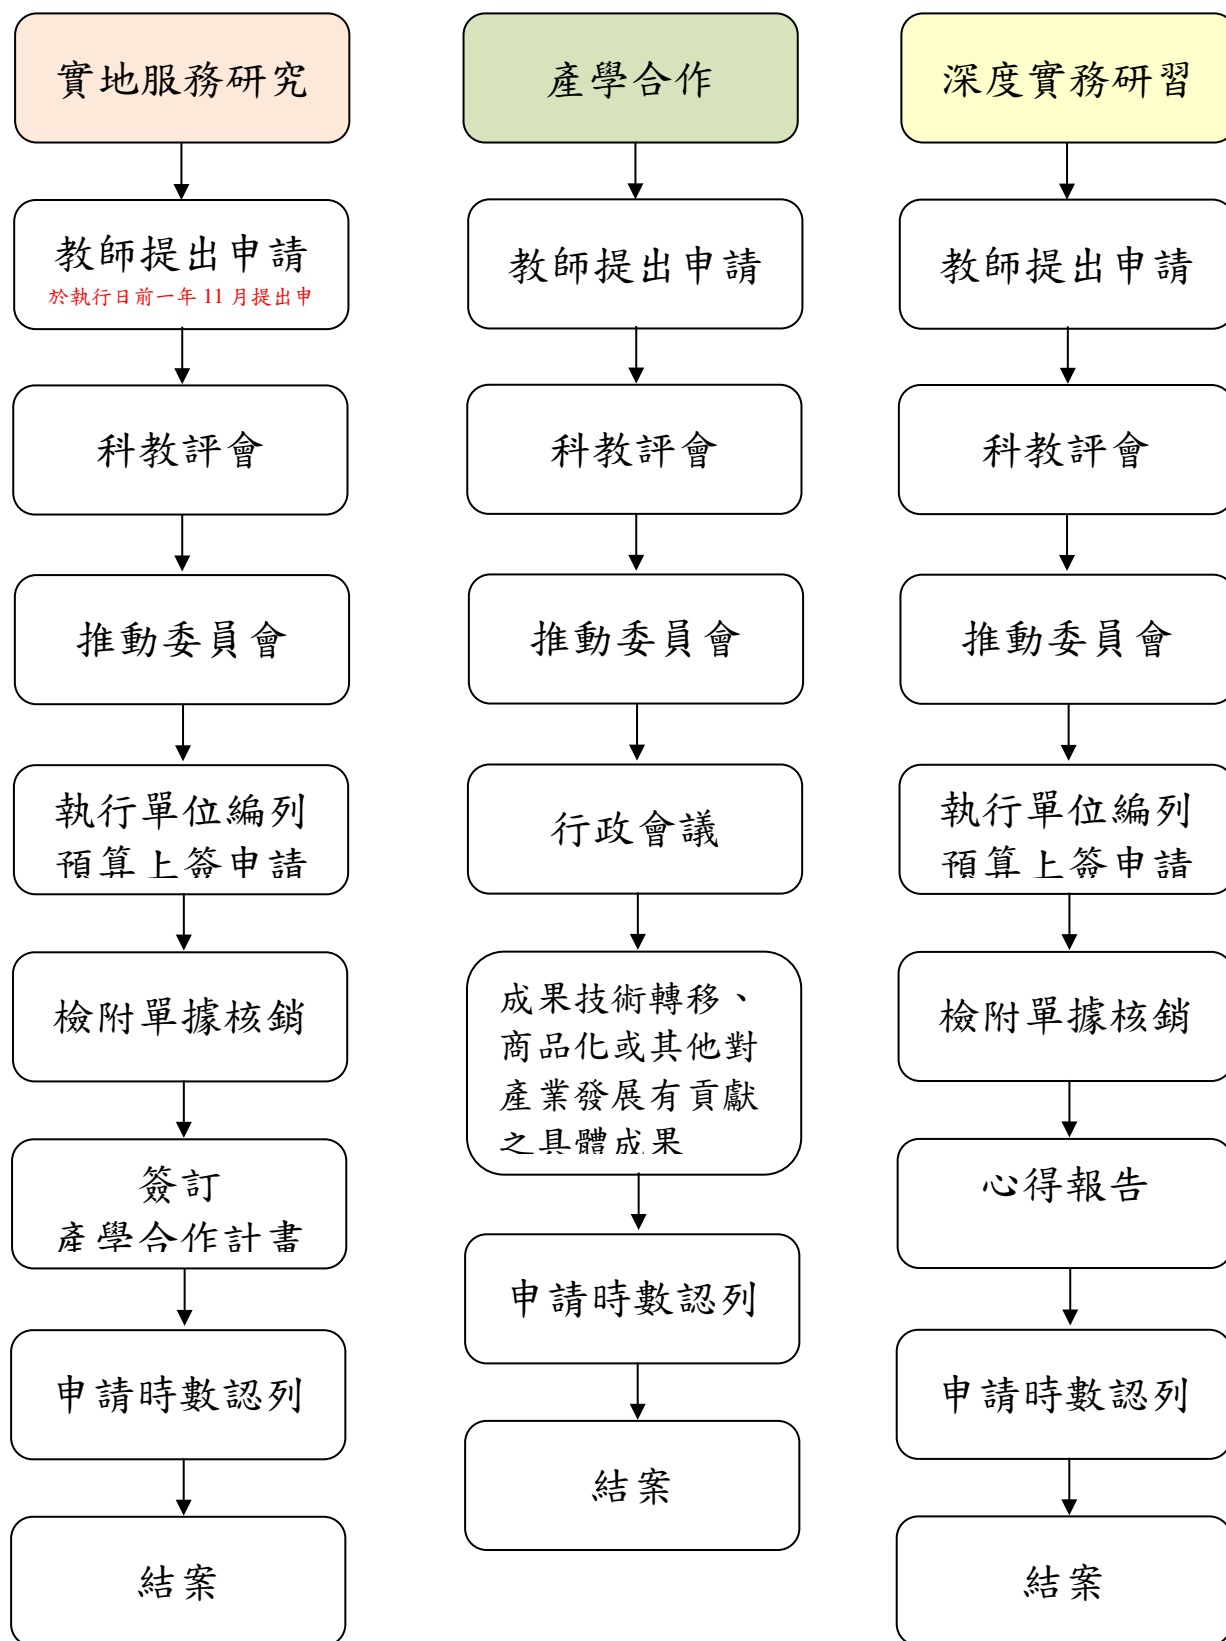 實地服務研究
教師提出申請
於執行日前一年 11 月提出申
科教評會
推動委員會
執行單位編列
預算上簽申請
檢附單據核銷
簽訂
產學合作計畫
申請時數認列
結案
產學合作
教師提出申請
科教評會
推動委員會
行政會議
成果技術轉移、
商品化或其他對
產業發展有貢獻
之具體成果
申請時數認列
結案
深度實務研習
教師提出申請
科教評會
推動委員會
執行單位編列
預算上簽申請
檢附單據核銷
心得報告
申請時數認列
結案